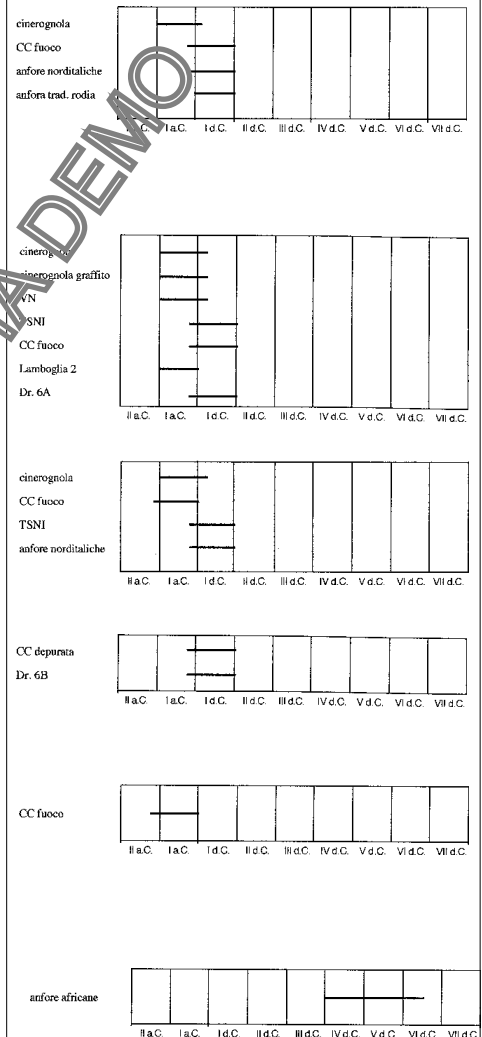 cinerognola
CC fuoco
anfore norditaliche
anfora trad. rodia
I a.C. I d.C. II d.C. III d.C. IV d.C. V d.C. VI d.C. VII d.C.
A DEMO
cinerognola graffito
VN
TSNI
CC fuoco
Lamboglia 2
Dr. 6A
II a.C. I a.C. I d.C. II d.C. III d.C. IV d.C. V d.C. VI d.C. VII d.C.
cinerognola
CC fuoco
TSNI
anfore norditaliche
II a.C. I a.C. I d.C. II d.C. III d.C. IV d.C. V d.C. VI d.C. VII d.C.
CC depurata
Dr. 6B
II a.C. I a.C. I d.C. II d.C. III d.C. IV d.C. V d.C. VI d.C. VII d.C.
CC fuoco
II a.C. I a.C. I d.C. II d.C. III d.C. IV d.C. V d.C. VI d.C. VII d.C.
anfore africane
II a.C. I a.C. I d.C. II d.C. III d.C. IV d.C. V d.C. VI d.C. VII d.C.